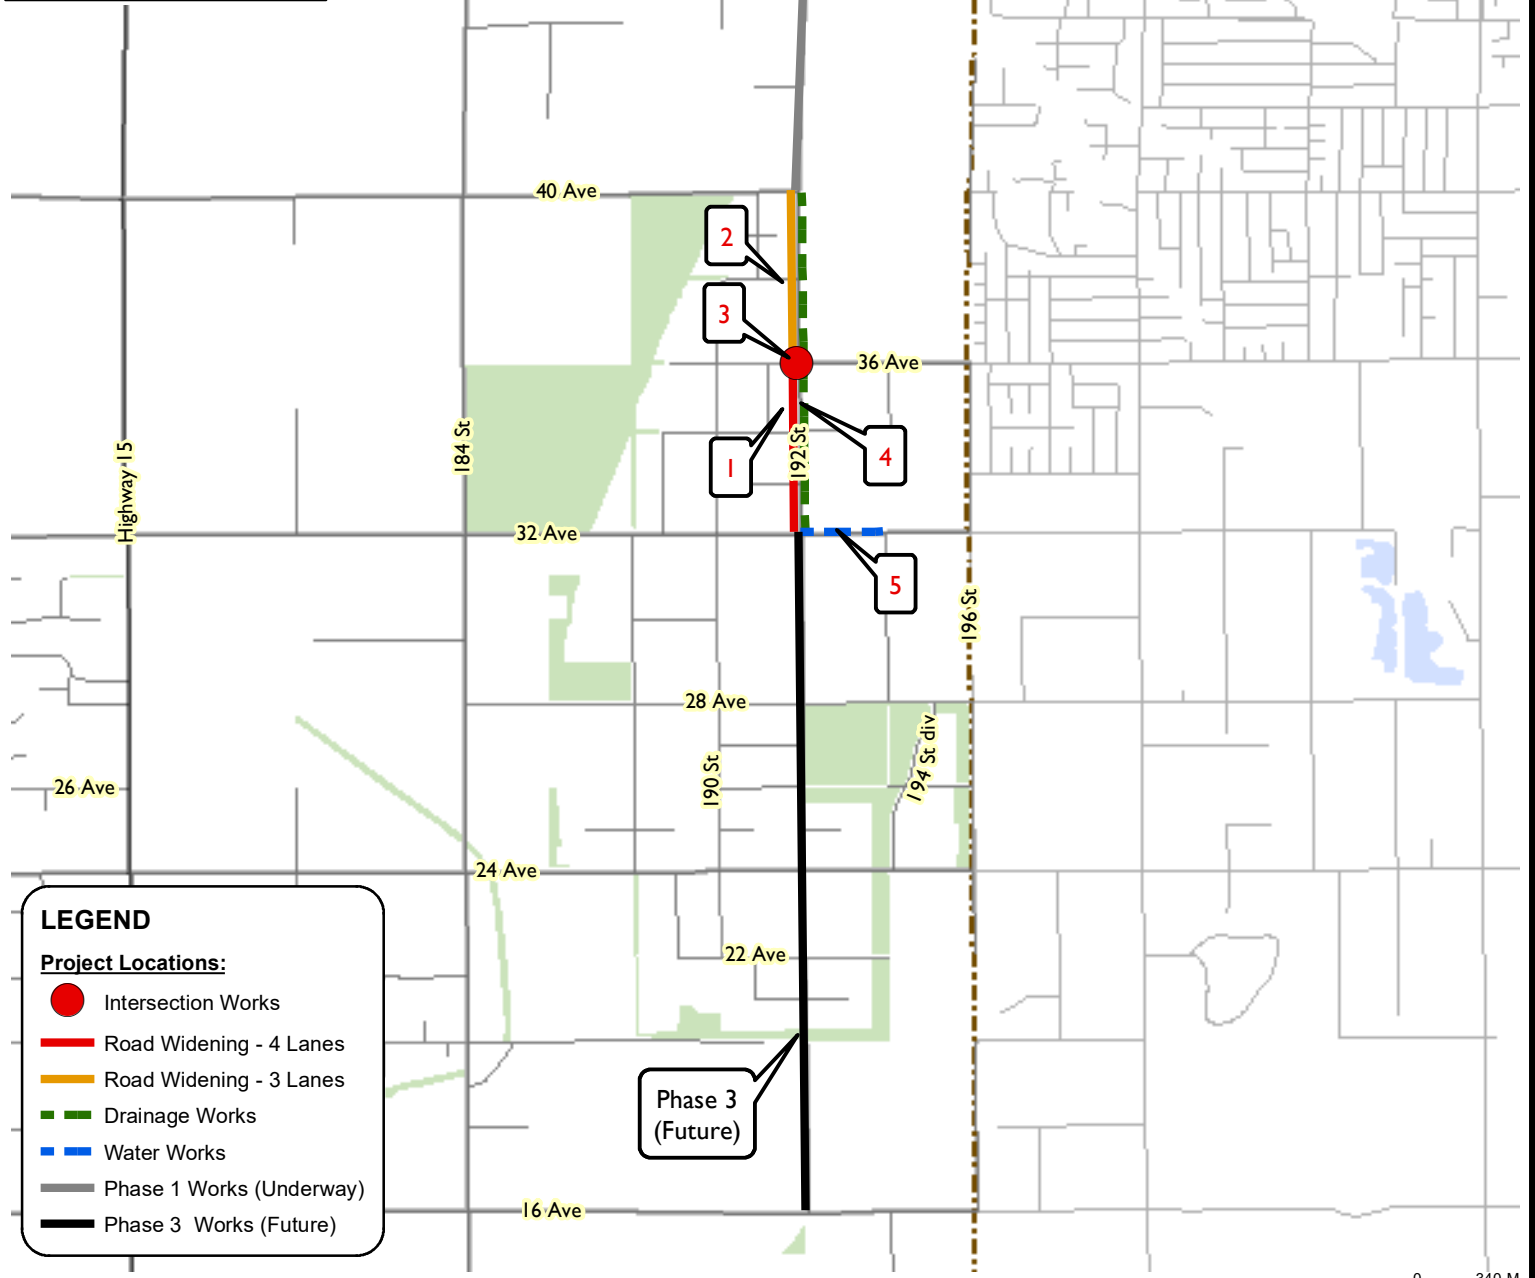 40 Ave
2
3
36 Ave
184 St
Highway 15
192 St
1
4
32 Ave
5
196 St
28 Ave
194 St div
190 St
26 Ave
24 Ave
22 Ave
Phase 3
(Future)
16 Ave
LEGEND
Project Locations:
Intersection Works
Road Widening - 4 Lanes
Road Widening - 3 Lanes
Drainage Works
Water Works
Phase 1 Works (Underway)
Phase 3 Works (Future)